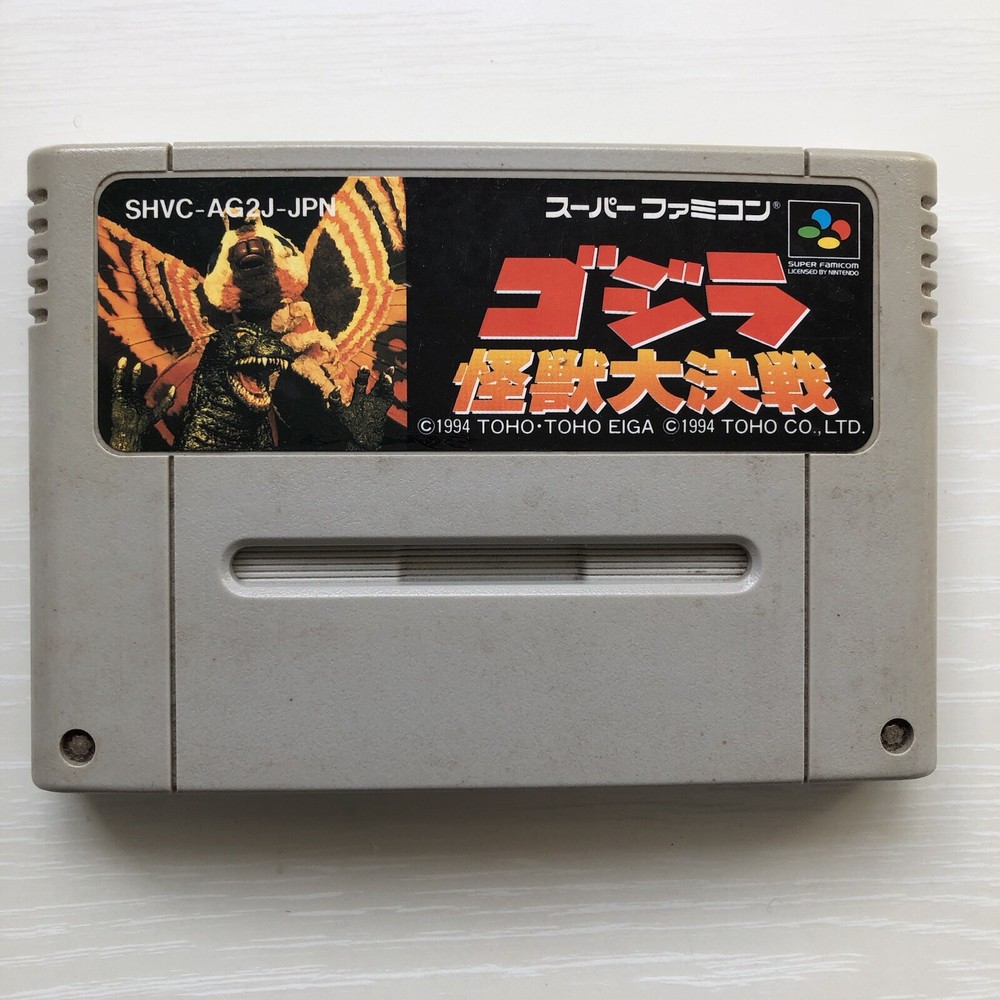 SHVC-AG2J-JPN
スーパーファミコン®
SUPER FAMICOM
LICENSED BY NINTENDO
ゴジラ
怪獣大決戦
©1994 TOHO・TOHO EIGA ©1994 TOHO CO., LTD.